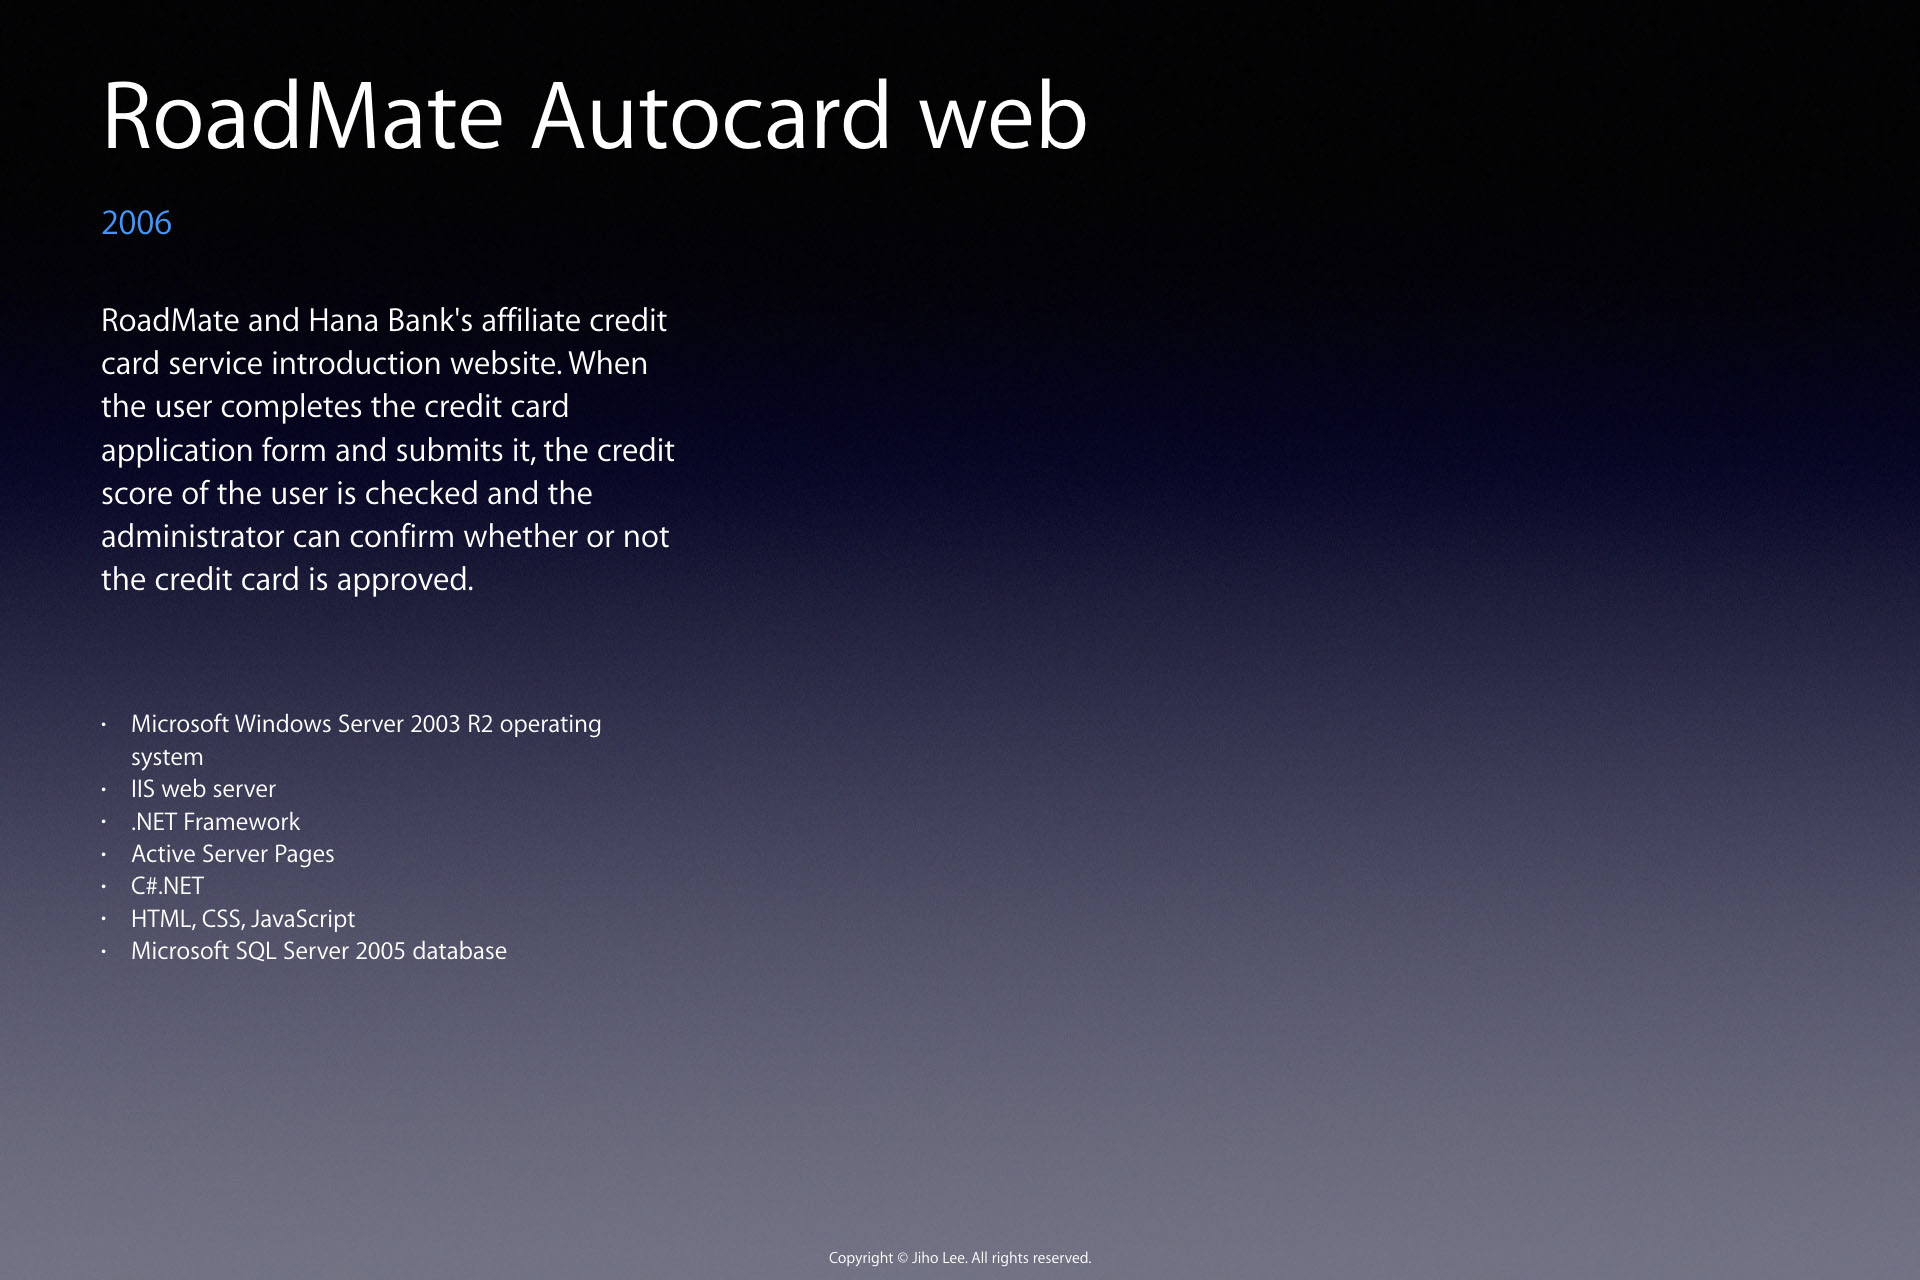 RoadMate Autocard web
2006
RoadMate and Hana Bank's affiliate credit
card service introduction website. When
the user completes the credit card
application form and submits it, the credit
score of the user is checked and the
administrator can confirm whether or not
the credit card is approved.
• Microsoft Windows Server 2003 R2 operating
system
• IIS web server
• .NET Framework
• Active Server Pages
• C#.NET
• HTML, CSS, JavaScript
• Microsoft SQL Server 2005 database
Copyright © Jiho Lee. All rights reserved.